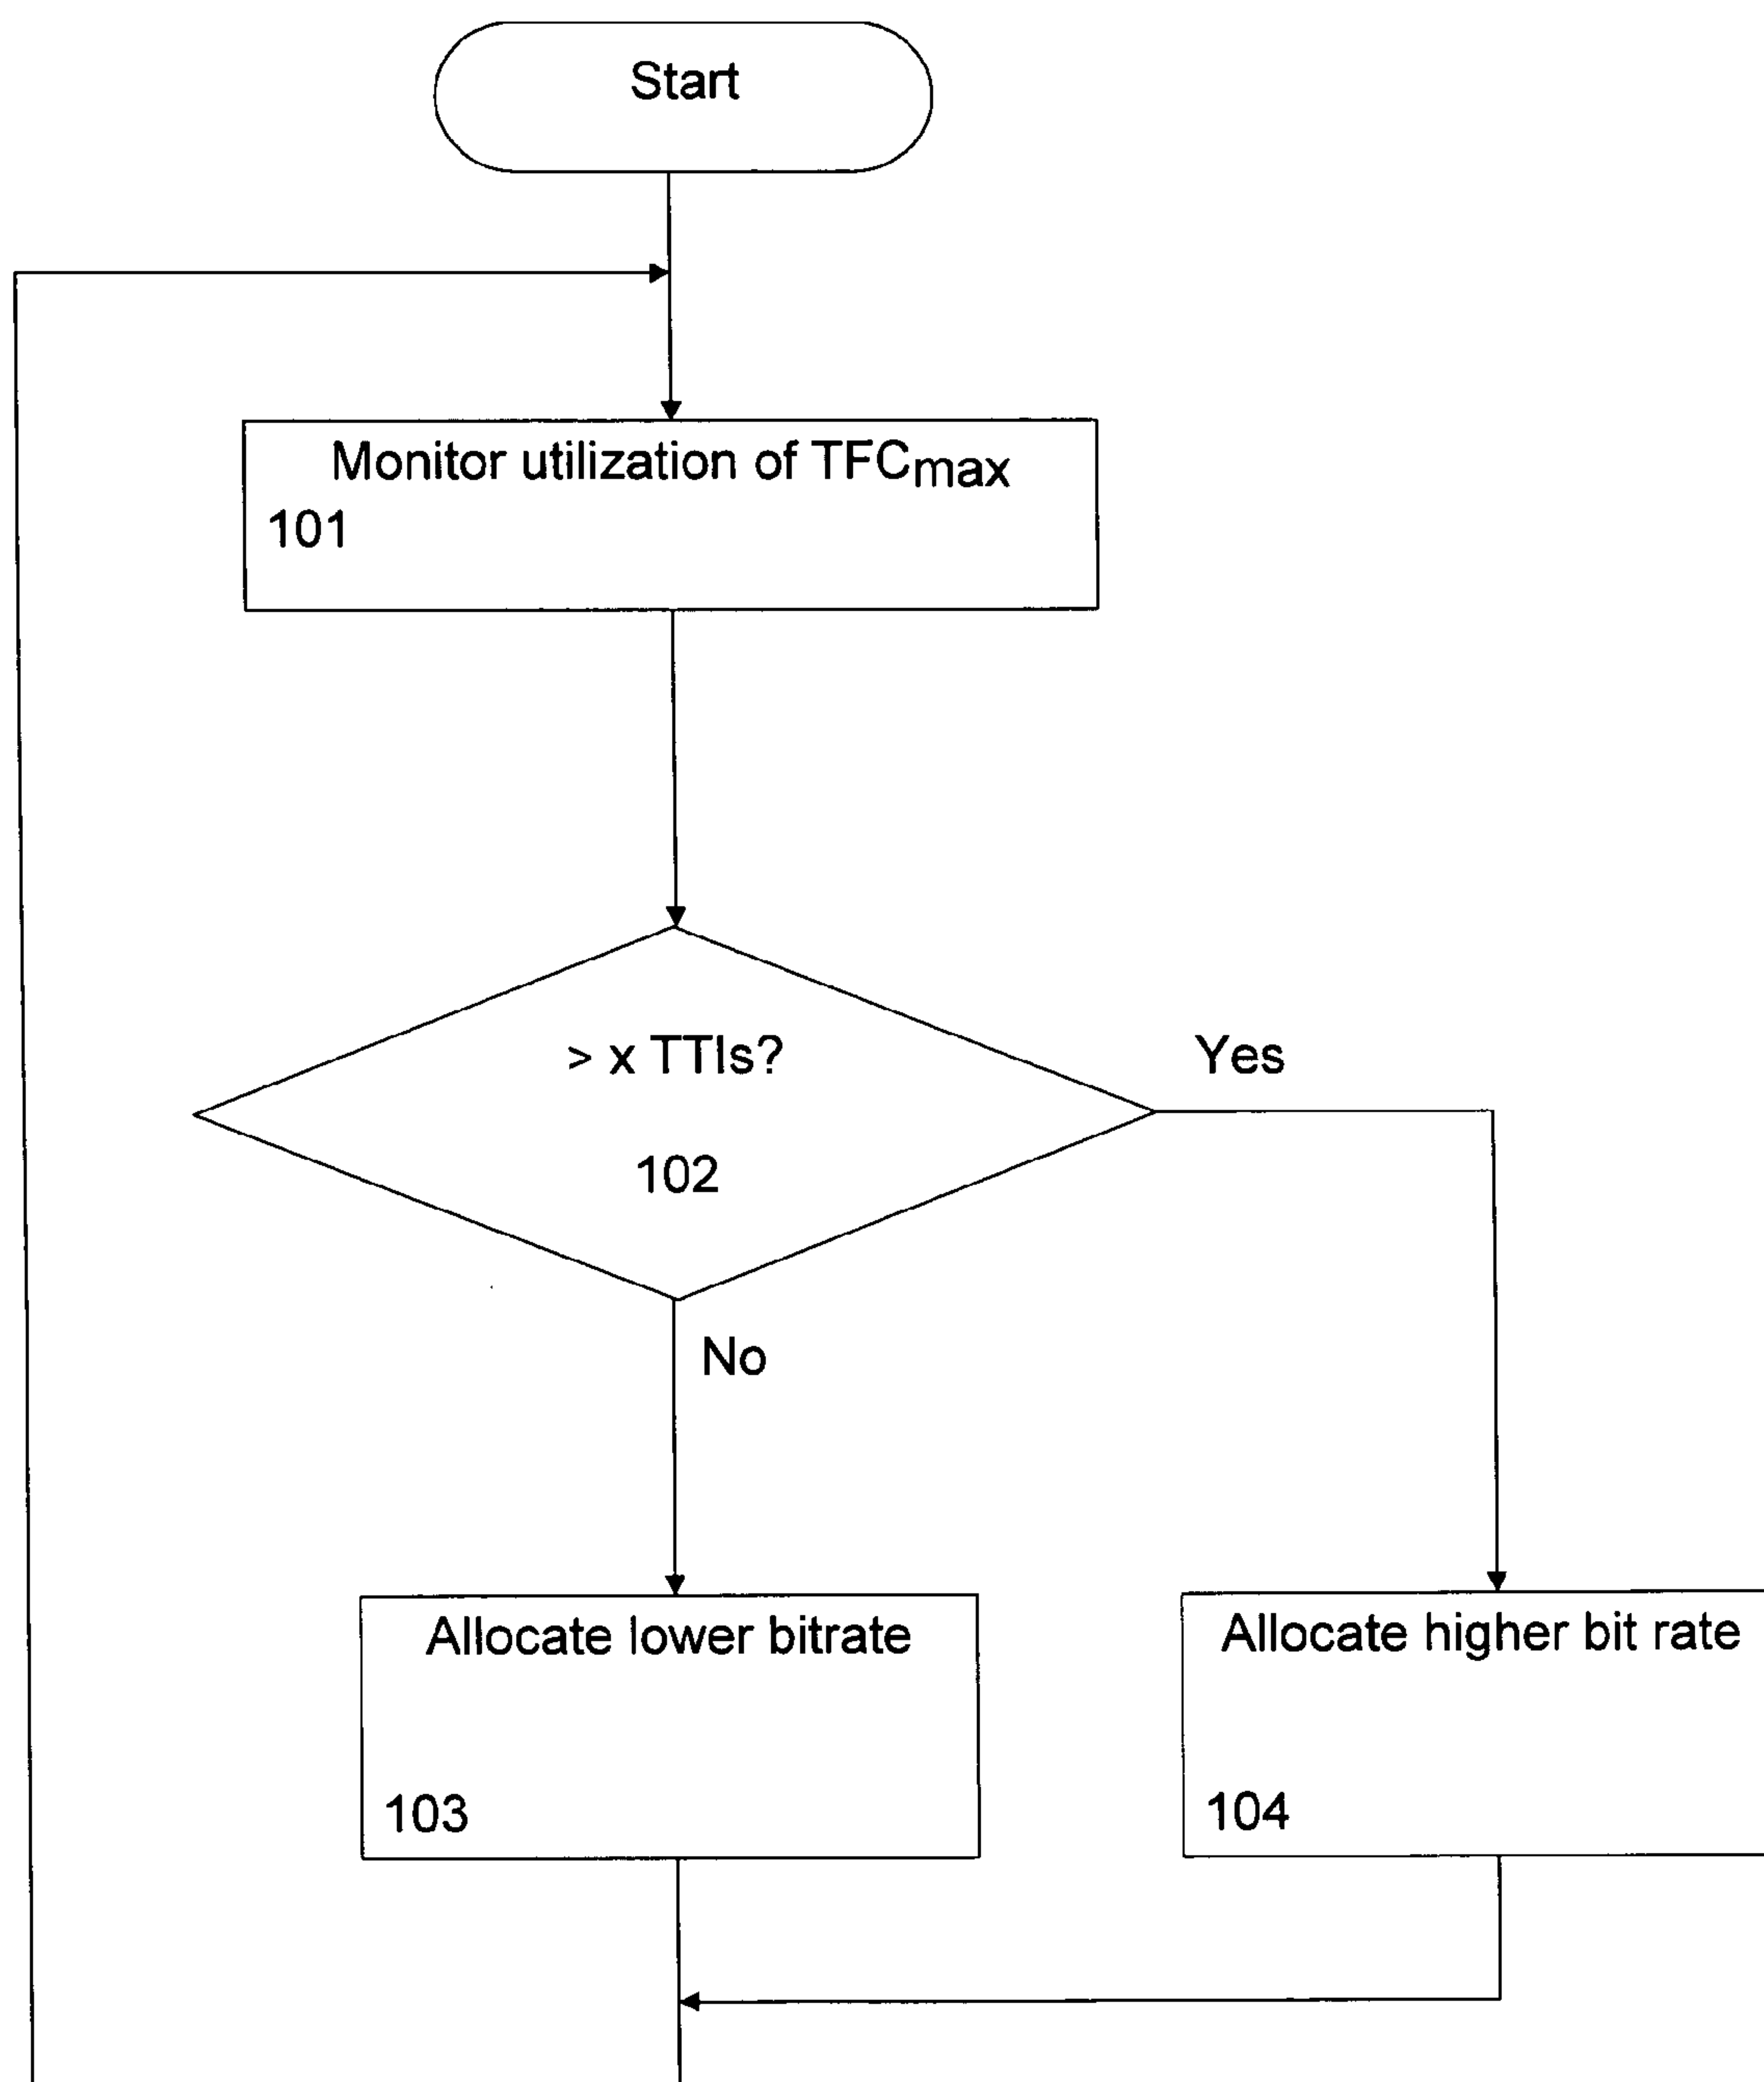 Start
Monitor utilization of TFCmax
101
> x TTIs?
102
Yes
No
Allocate lower bitrate
103
Allocate higher bit rate
104